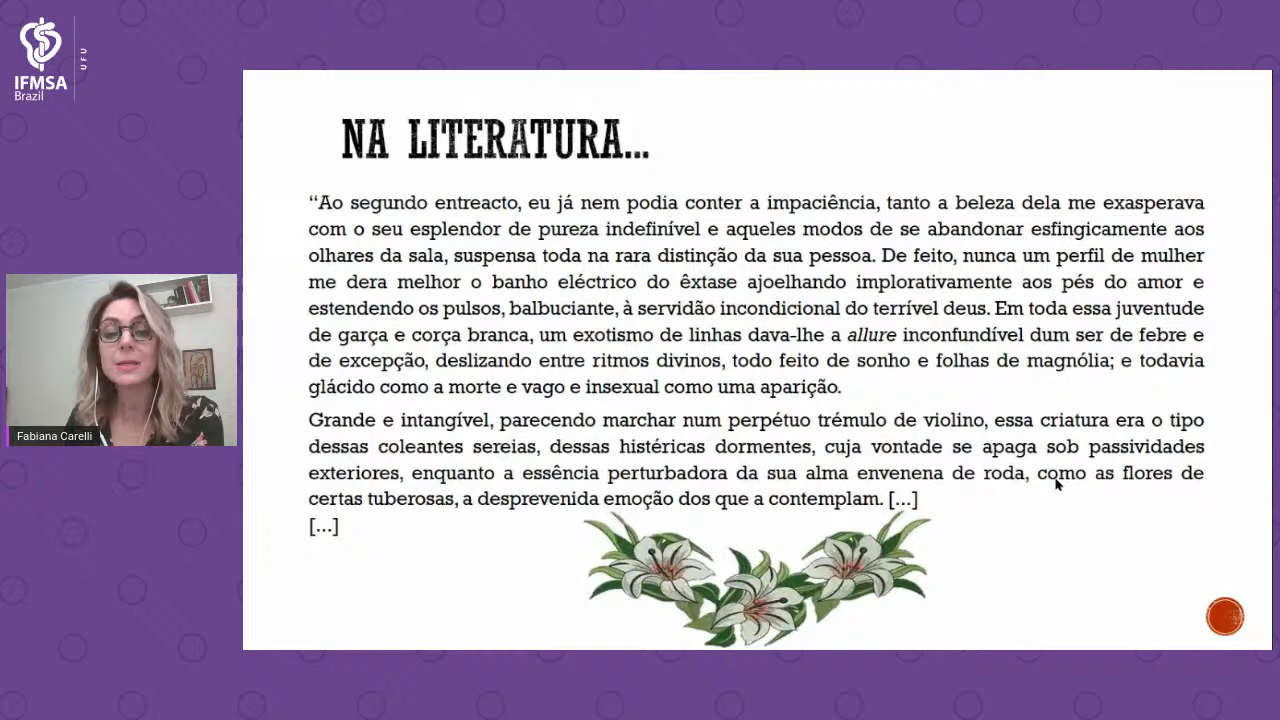 IFMSA
Brazil
UFU
NA LITERATURA...
“Ao segundo entreacto, eu já nem podia conter a impaciência, tanto a beleza dela me exasperava
com o seu esplendor de pureza indefinível e aqueles modos de se abandonar esfingicamente aos
olhares da sala, suspensa toda na rara distinção da sua pessoa. De feito, nunca um perfil de mulher
me dera melhor o banho eléctrico do êxtase ajoelhando implorativamente aos pés do amor e
estendendo os pulsos, balbuciante, à servidão incondicional do terrível deus. Em toda essa juventude
de garça e corça branca, um exotismo de linhas dava-lhe a allure inconfundível dum ser de febre e
de excepção, deslizando entre ritmos divinos, todo feito de sonho e folhas de magnólia; e todavia
glácido como a morte e vago e insexual como uma aparição.
Grande e intangível, parecendo marchar num perpétuo trémulo de violino, essa criatura era o tipo
dessas coleantes sereias, dessas histéricas dormentes, cuja vontade se apaga sob passividades
exteriores, enquanto a essência perturbadora da sua alma envenena de roda, como as flores de
certas tuberosas, a desprevenida emoção dos que a contemplam. [...]
[...]
Fabiana Carelli